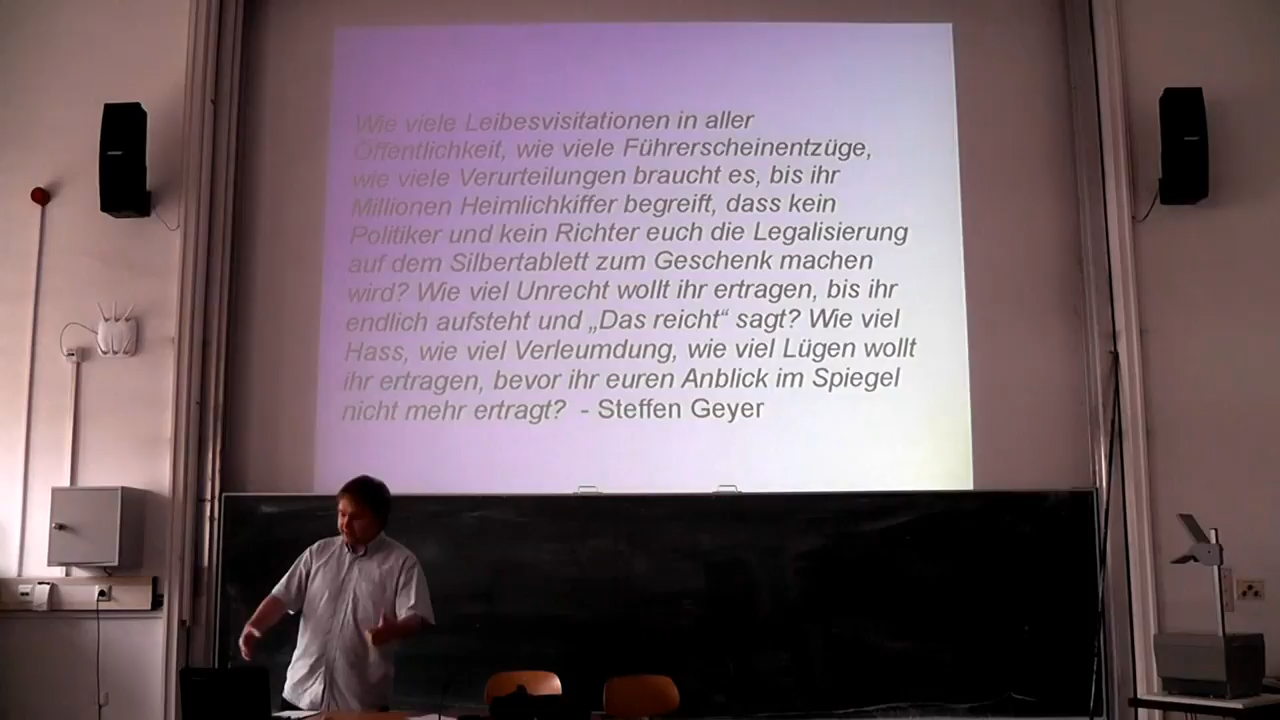 Wie viele Leibesvisitationen in aller
Öffentlichkeit, wie viele Führerscheinentzüge,
wie viele Verurteilungen braucht es, bis ihr
Millionen Heimlichkiffer begreift, dass kein
Politiker und kein Richter euch die Legalisierung
auf dem Silbertablett zum Geschenk machen
wird? Wie viel Unrecht wollt ihr ertragen, bis ihr
endlich aufsteht und „Das reicht“ sagt? Wie viel
Hass, wie viel Verleumdung, wie viel Lügen wollt
ihr ertragen, bevor ihr euren Anblick im Spiegel
nicht mehr ertragt? - Steffen Geyer